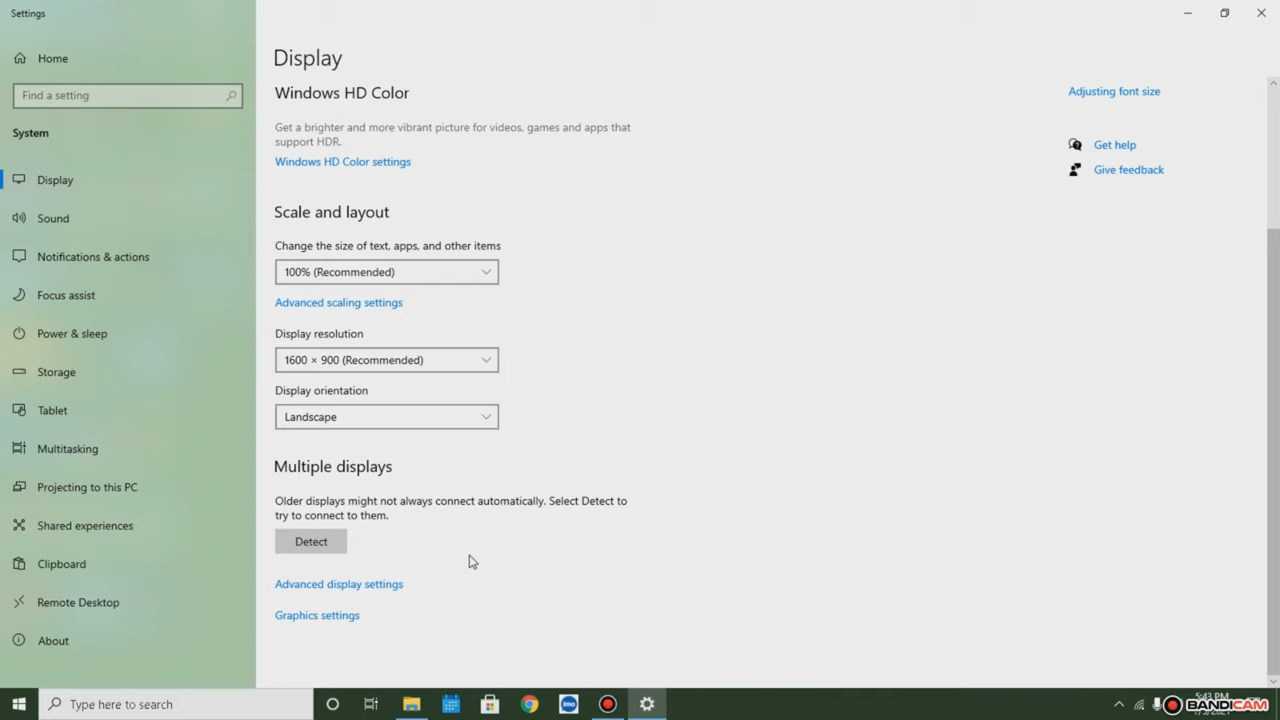 Settings
Home
Find a setting
System
Display
Sound
Notifications & actions
Focus assist
Power & sleep
Storage
Tablet
Multitasking
Projecting to this PC
Shared experiences
Clipboard
Remote Desktop
About
Display
Windows HD Color
Get a brighter and more vibrant picture for videos, games and apps that
support HDR.
Windows HD Color settings
Scale and layout
Change the size of text, apps, and other items
100% (Recommended)
Advanced scaling settings
Display resolution
1600 × 900 (Recommended)
Display orientation
Landscape
Multiple displays
Older displays might not always connect automatically. Select Detect to
try to connect to them.
Detect
Advanced display settings
Graphics settings
Adjusting font size
Get help
Give feedback
Type here to search
imo
5:43 PM
BANDICAM